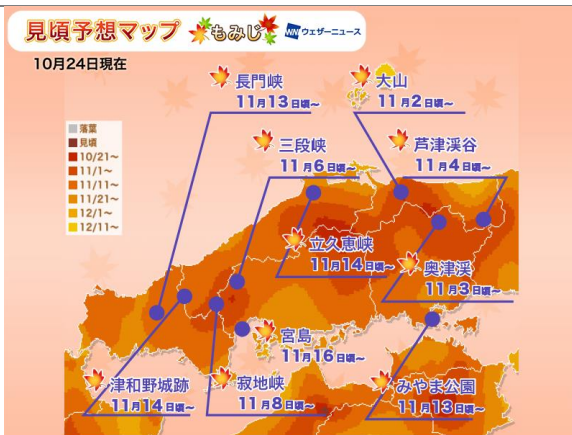 見頃予想マップ もみじ ウェザーニュース
10月24日現在
長門峡
11月13日頃～
大山
11月2日頃～
三段峡
11月6日頃～
芦津渓谷
11月4日頃～
落葉
見頃
10/21～
11/1～
11/11～
11/21～
12/1～
12/11～
立久恵峡
11月14日頃～
奥津渓
11月3日頃～
宮島
11月16日頃～
津和野城跡
11月14日頃～
寂地峡
11月8日頃～
みやま公園
11月13日頃～